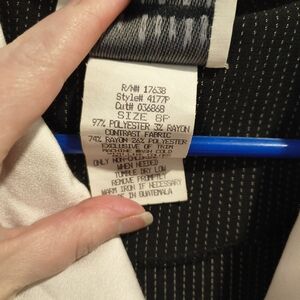 R/N# 17638
Style# 4177P
Cut# 036868
SIZE 8P
97% POLYESTER 3% RAYON
CONTRAST FABRIC
74% RAYON 26% POLYESTER
EXCLUSIVE OF TRIM
MACHINE WASH COLD
ONLY NON-CHLORINE
WHEN NEEDED
TUMBLE DRY LOW
REMOVE PROMPTLY
WARM IRON IF NECESSARY
MADE IN GUATEMALA